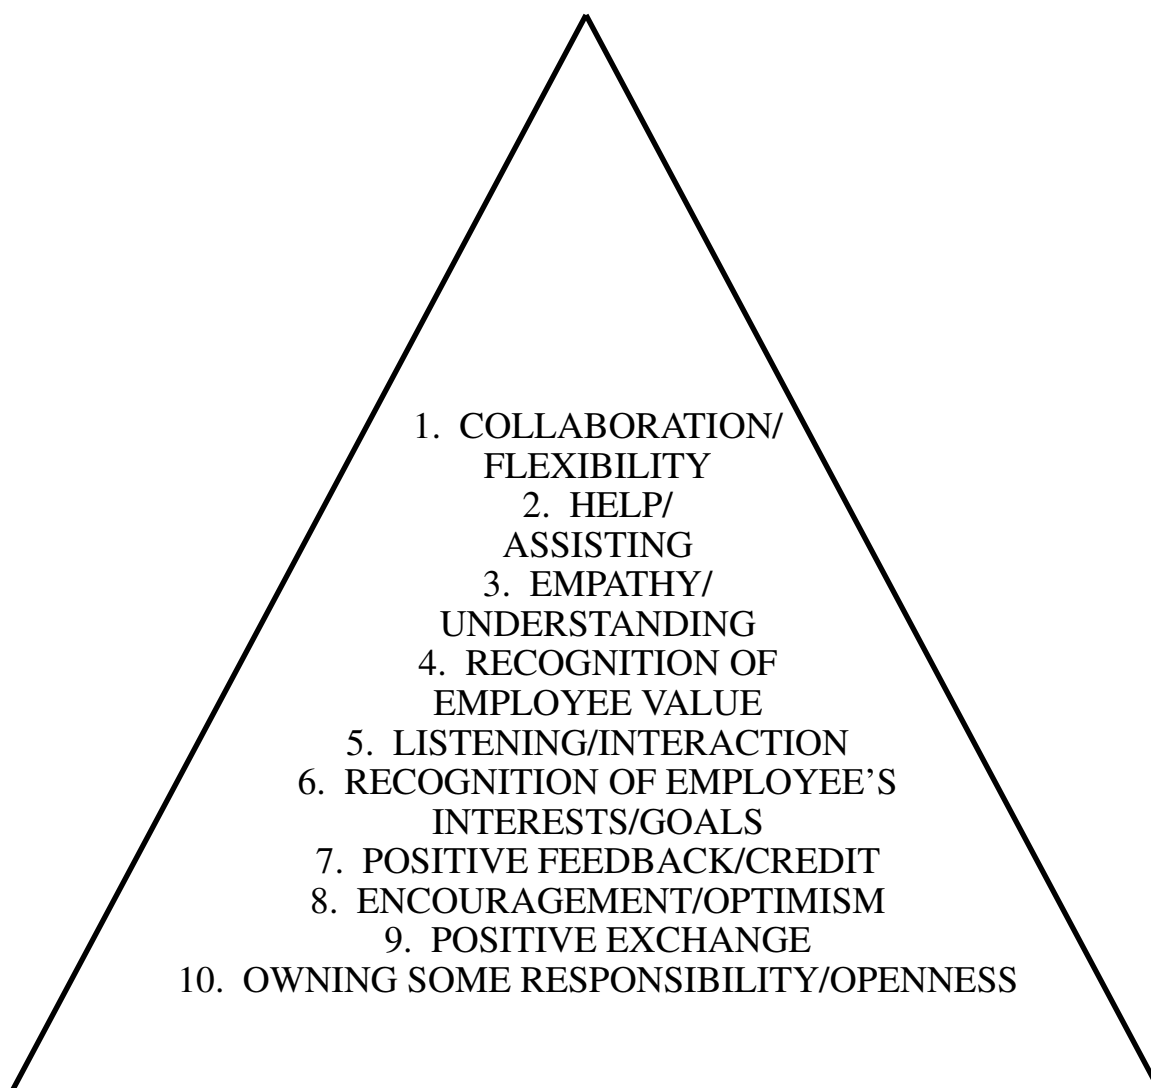 1. COLLABORATION/
FLEXIBILITY
2. HELP/
ASSISTING
3. EMPATHY/
UNDERSTANDING
4. RECOGNITION OF
EMPLOYEE VALUE
5. LISTENING/INTERACTION
6. RECOGNITION OF EMPLOYEE’S
INTERESTS/GOALS
7. POSITIVE FEEDBACK/CREDIT
8. ENCOURAGEMENT/OPTIMISM
9. POSITIVE EXCHANGE
10. OWNING SOME RESPONSIBILITY/OPENNESS